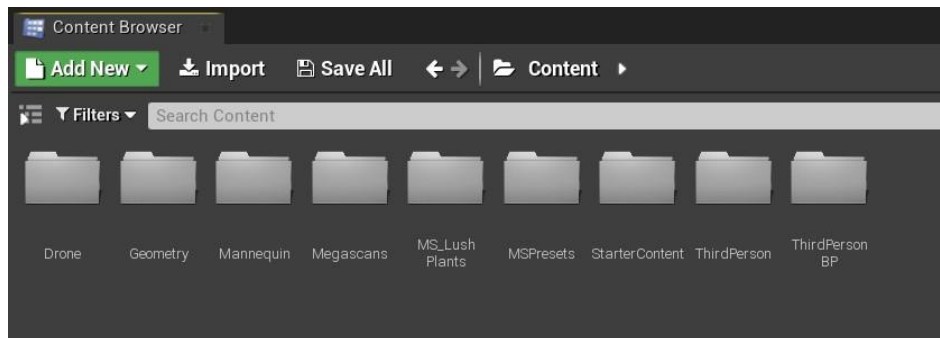 Content Browser
Add New Import Save All Content
Filters Search Content
Drone Geometry Mannequin Megascans MS_Lush Plants MSPresets StarterContent ThirdPerson ThirdPerson BP